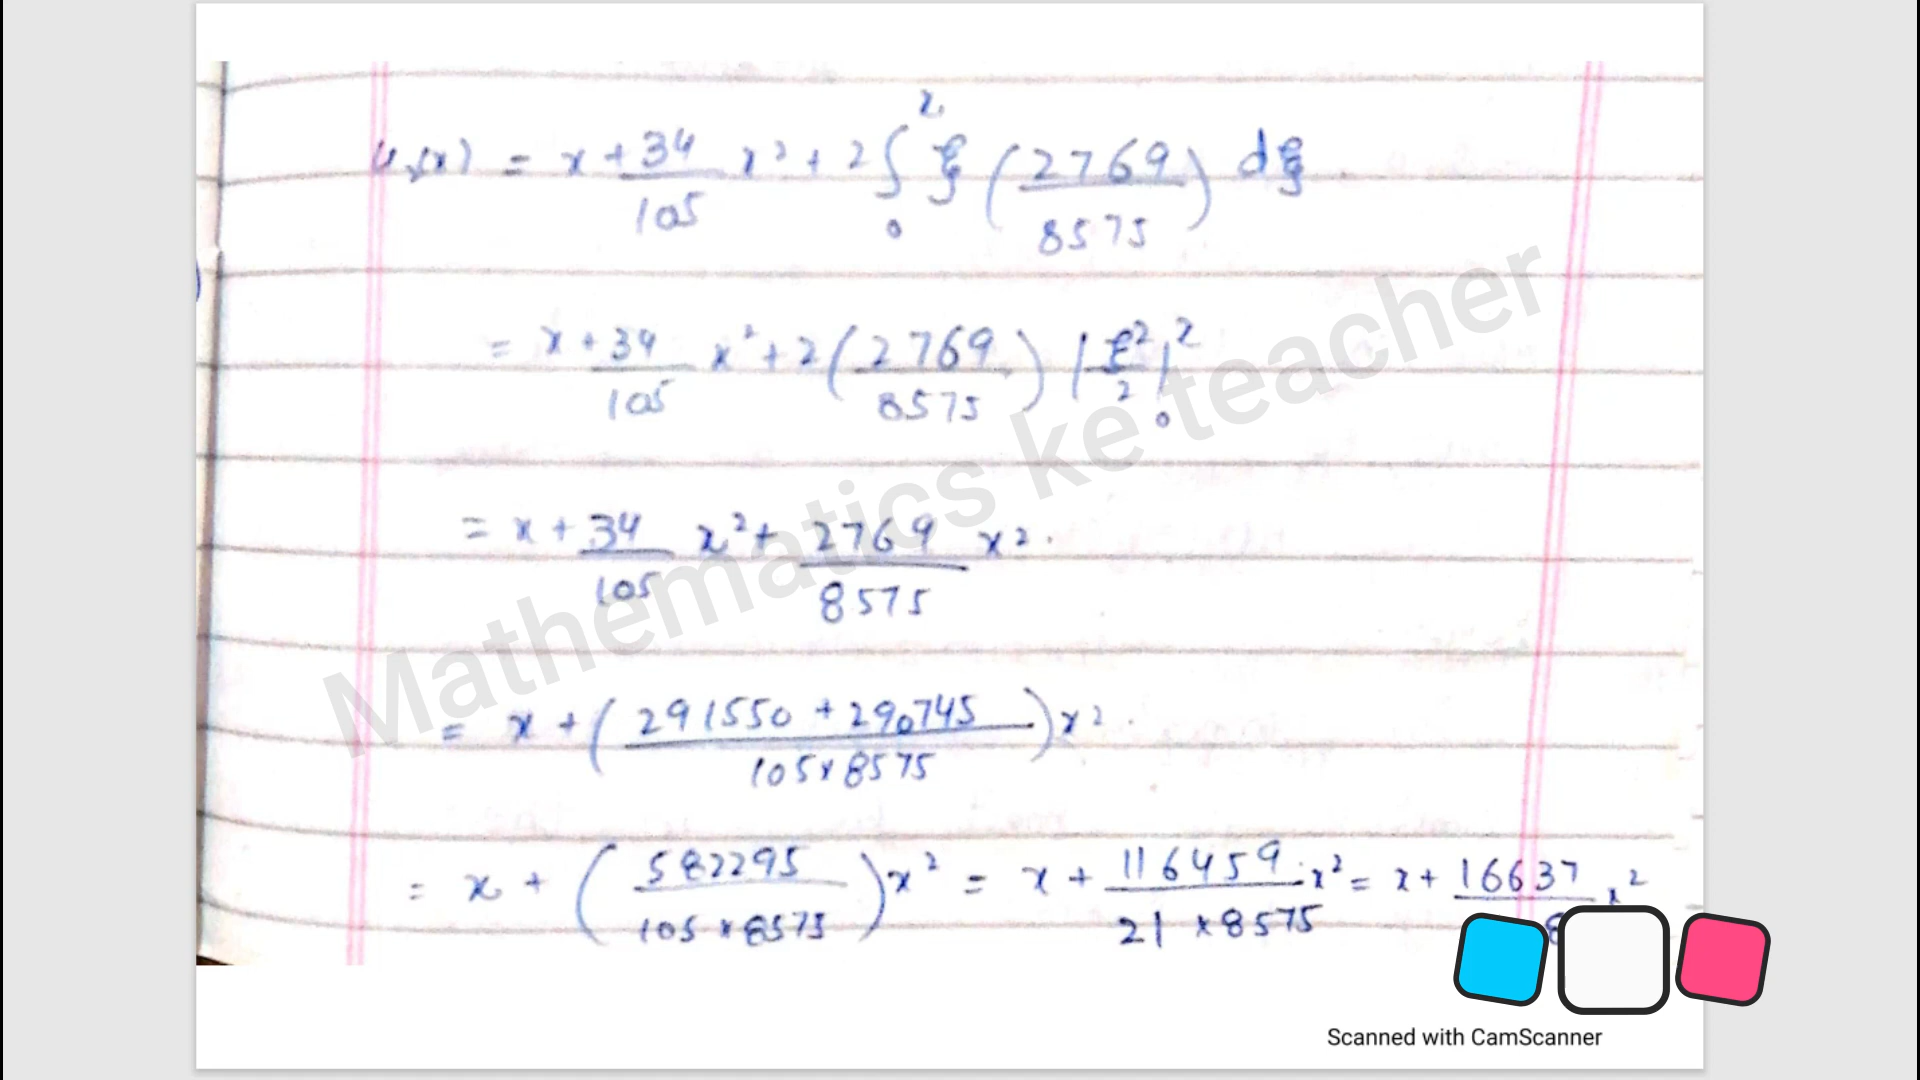 = x + 34/105 x² + 2 ∫₀ˣ ξ (2769/8575) dξ
= x + 34/105 x² + 2 (2769/8575) |ξ²/2|₀²
= x + 34/105 x² + 2769/8575 x².
= x + (291550 + 290745 / 105 × 8575) x².
= x + (582295 / 105 × 8575) x² = x + 116459 / 21 × 8575 . x² = x + 16637 x²
Mathematics ke teacher
Scanned with CamScanner